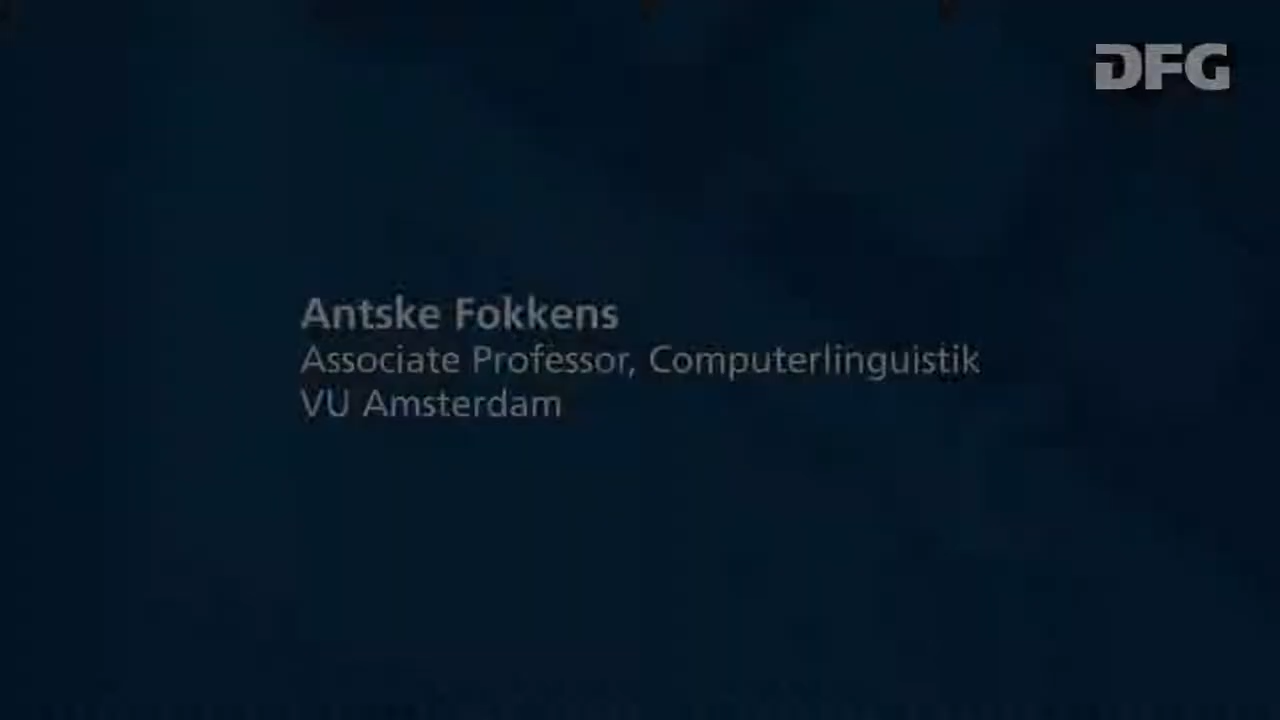 DFG
Antske Fokkens
Associate Professor, Computerlinguistik
VU Amsterdam